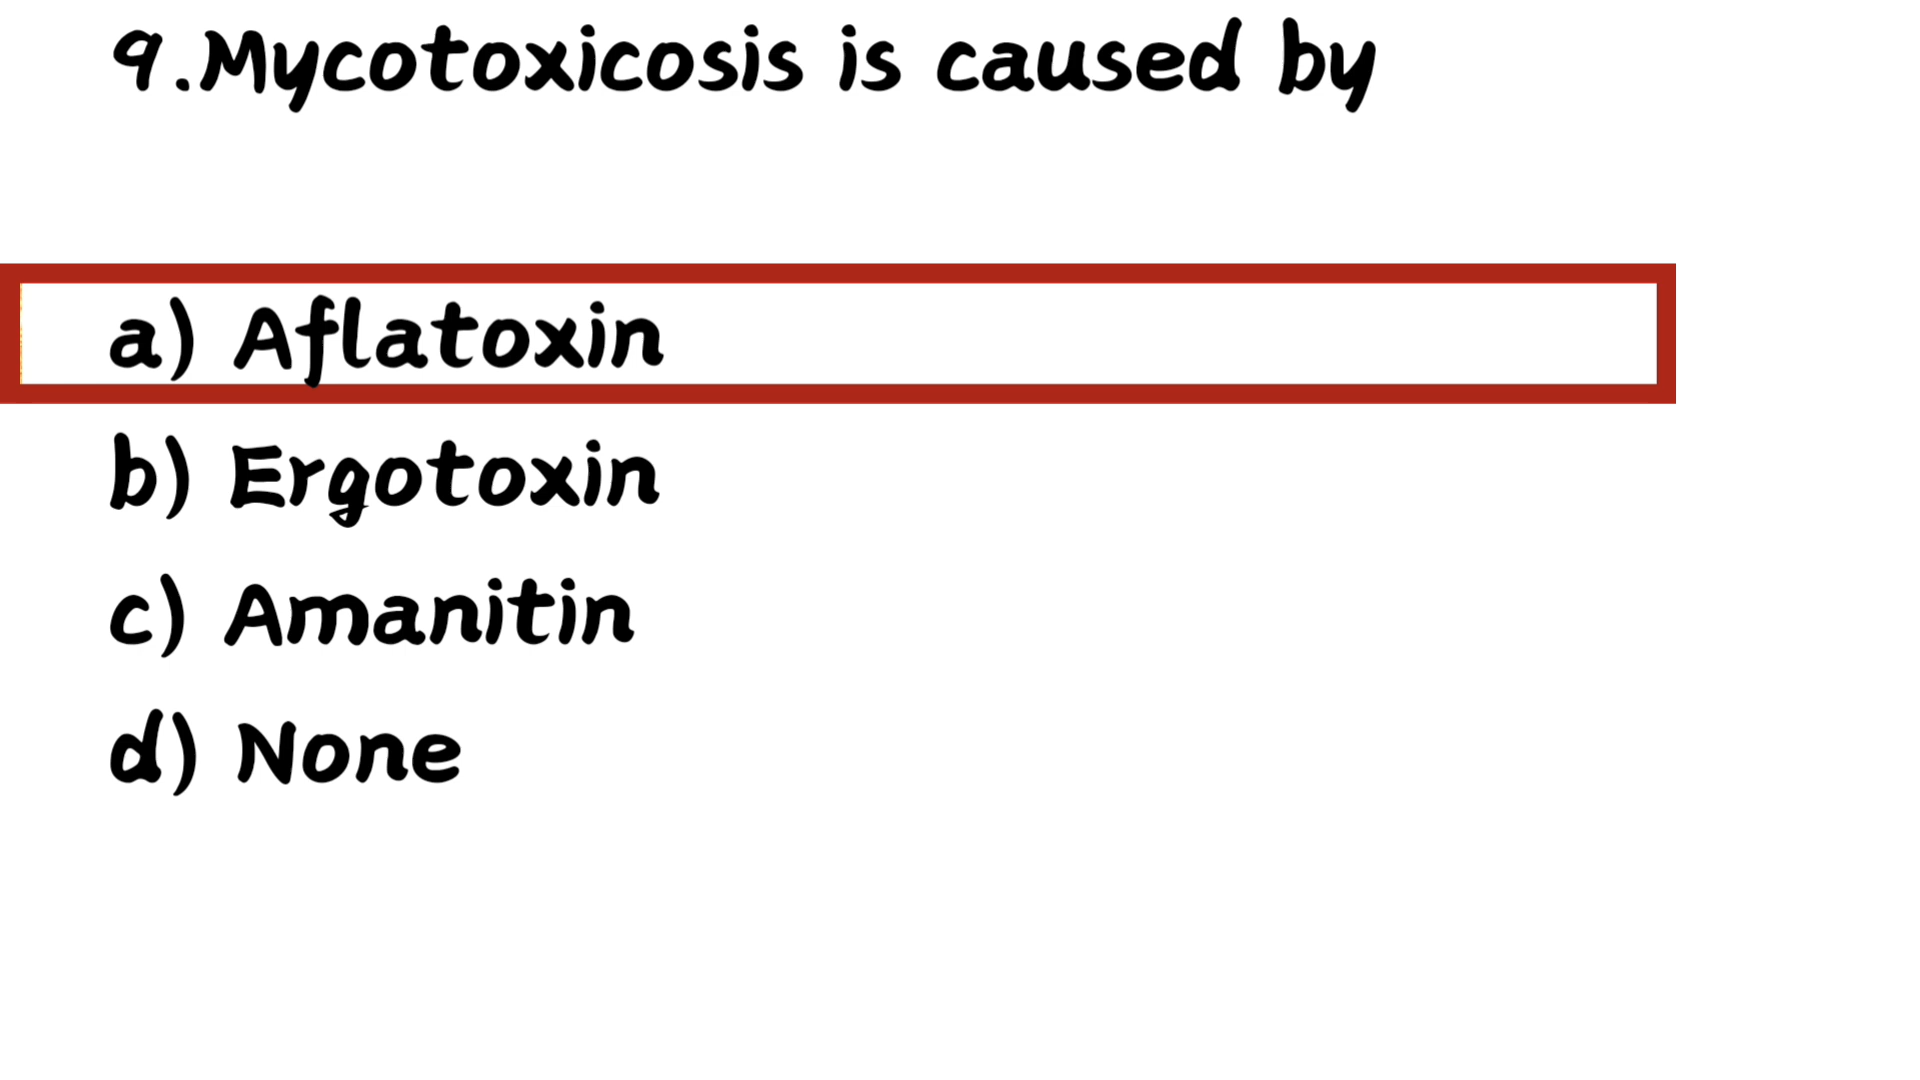 9.Mycotoxicosis is caused by
a) Aflatoxin
b) Ergotoxin
c) Amanitin
d) None